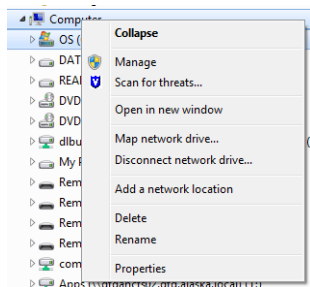 Computer
Collapse
OS (
DAT
Manage
REA
Scan for threats...
DVD
Open in new window
DVD
dlbu
Map network drive...
(
My
Disconnect network drive...
Rem
Rem
Add a network location
Rem
Delete
Rem
Rename
com
Properties